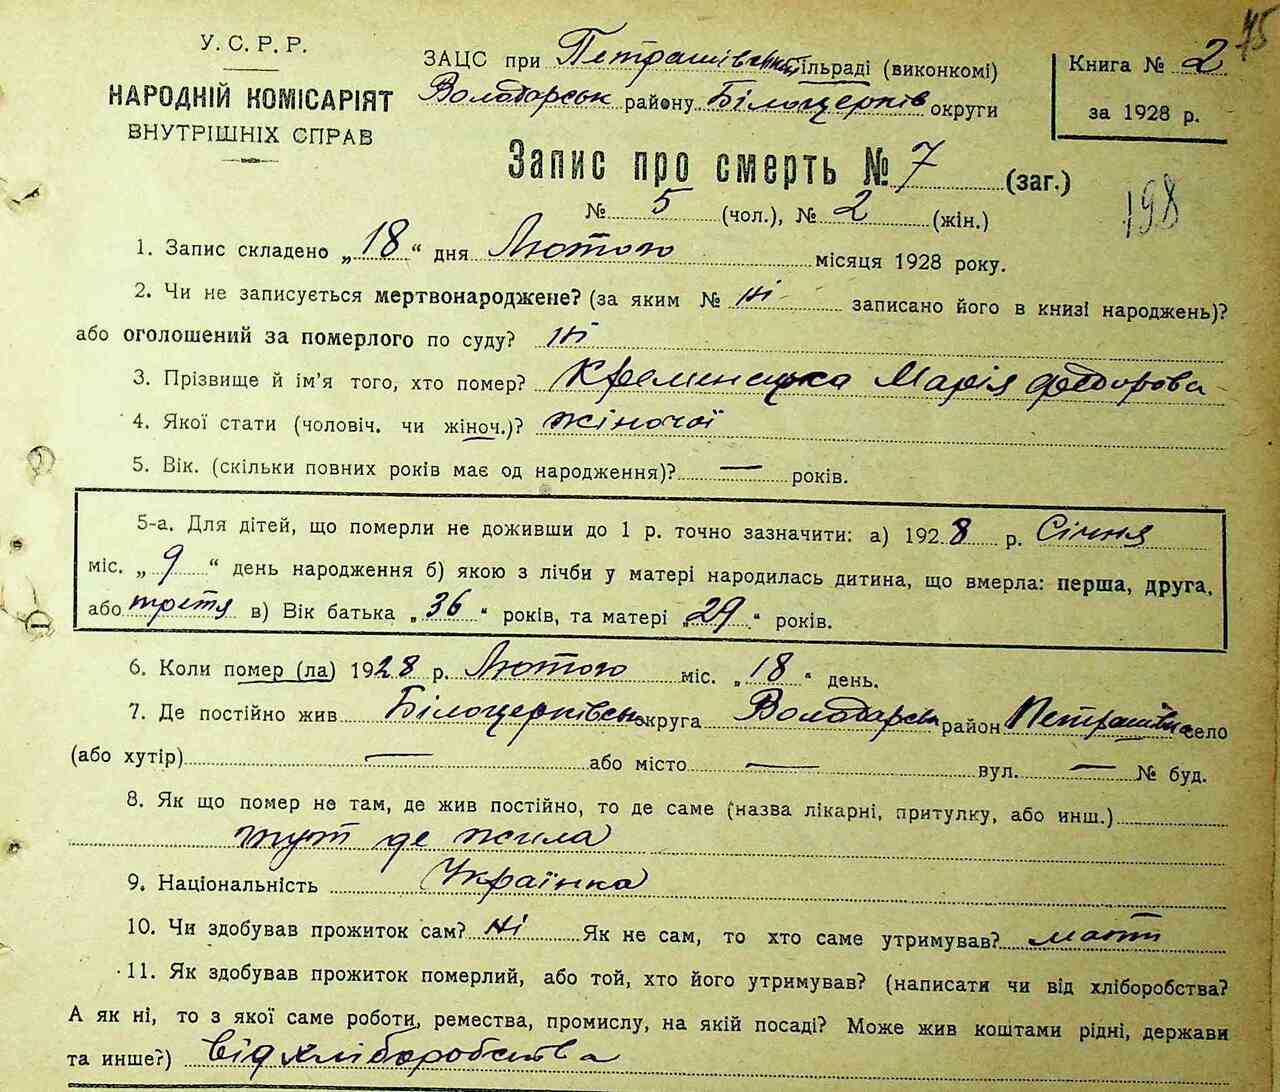 75
У. С. Р. Р.
НАРОДНІЙ КОМІСАРІЯТ
ВНУТРІШНІХ СПРАВ
ЗАЦС при Петрашівській сільраді (виконкомі)
Володарськ району Білоцерків округи
Книга № 2
за 1928 р.
Запис про смерть № 7 (заг.)
198
№ 5 (чол.), № 2 (жін.)
1. Запис складено „18“ дня Лютого місяця 1928 року.
2. Чи не записується мертвонароджене? (за яким № ні записано його в книзі народжень)?
або оголошений за померлого по суду? ні
3. Прізвище й ім'я того, хто помер? Кременецька Марія Федорова
4. Якої стати (чоловіч. чи жіноч.)? жіночої
5. Вік. (скільки повних років має од народження)? — років.
5-а. Для дітей, що померли не доживши до 1 р. точно зазначити: а) 1928 р. Січня
міс. „9“ день народження б) якою з лічби у матері народилась дитина, що вмерла: перша, друга,
або третя в) Вік батька „36“ років, та матері „29“ років.
6. Коли помер (ла) 1928 р. Лютого міс. „18“ день.
7. Де постійно жив Білоцерківськ округа Володарськ район Петрашівка село
(або хутір) — або місто — вул. — № буд.
8. Як що помер не там, де жив постійно, то де саме (назва лікарні, притулку, або инш.)
тут де жила
9. Національність Українка
10. Чи здобував прожиток сам? Ні Як не сам, то хто саме утримував? мати
11. Як здобував прожиток померлий, або той, хто його утримував? (написати чи від хліборобства?
А як ні, то з якої саме роботи, ремества, промислу, на якій посаді? Може жив коштами рідні, держави
та инше?) від хліборобства